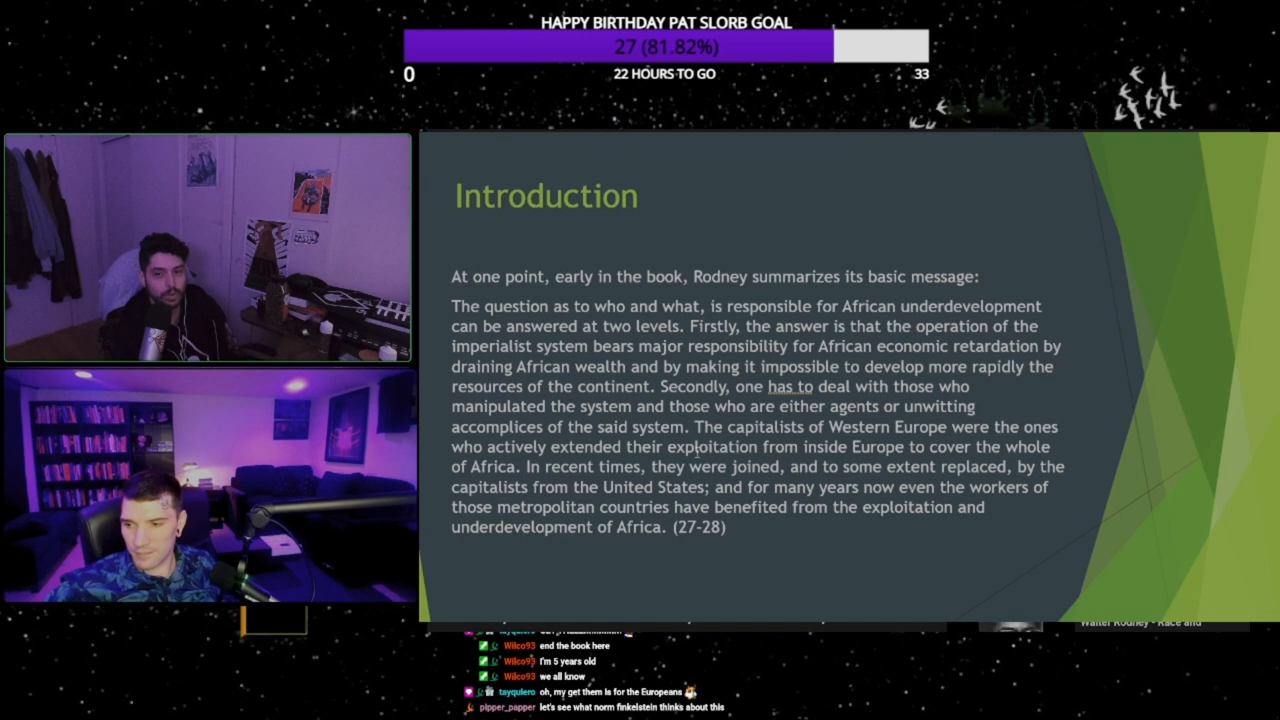 HAPPY BIRTHDAY PAT SLORB GOAL
27 (81.82%)
0
22 HOURS TO GO
33
Introduction
At one point, early in the book, Rodney summarizes its basic message:
The question as to who and what, is responsible for African underdevelopment
can be answered at two levels. Firstly, the answer is that the operation of the
imperialist system bears major responsibility for African economic retardation by
draining African wealth and by making it impossible to develop more rapidly the
resources of the continent. Secondly, one has to deal with those who
manipulated the system and those who are either agents or unwitting
accomplices of the said system. The capitalists of Western Europe were the ones
who actively extended their exploitation from inside Europe to cover the whole
of Africa. In recent times, they were joined, and to some extent replaced, by the
capitalists from the United States; and for many years now even the workers of
those metropolitan countries have benefited from the exploitation and
underdevelopment of Africa. (27-28)
Walter Rodney - Race and
tayquiero
Wilco93 end the book here
Wilco93 I'm 5 years old
Wilco93 we all know
tayquiero oh, my get them is for the Europeans
pipper_papper let's see what norm finkelstein thinks about this